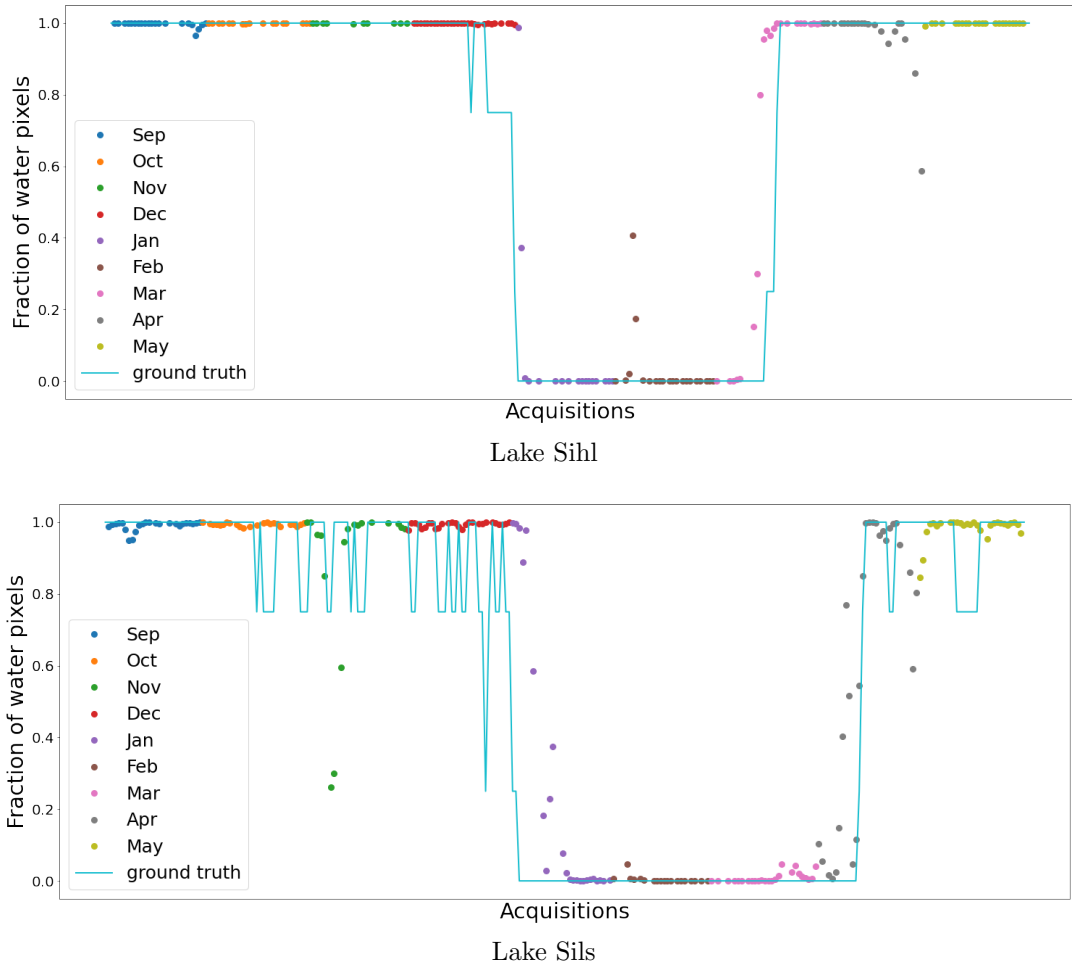 1.0
0.8
0.6
0.4
0.2
0.0
Fraction of water pixels
Sep
Oct
Nov
Dec
Jan
Feb
Mar
Apr
May
ground truth
Acquisitions
Lake Sihl
1.0
0.8
0.6
0.4
0.2
0.0
Fraction of water pixels
Sep
Oct
Nov
Dec
Jan
Feb
Mar
Apr
May
ground truth
Acquisitions
Lake Sils